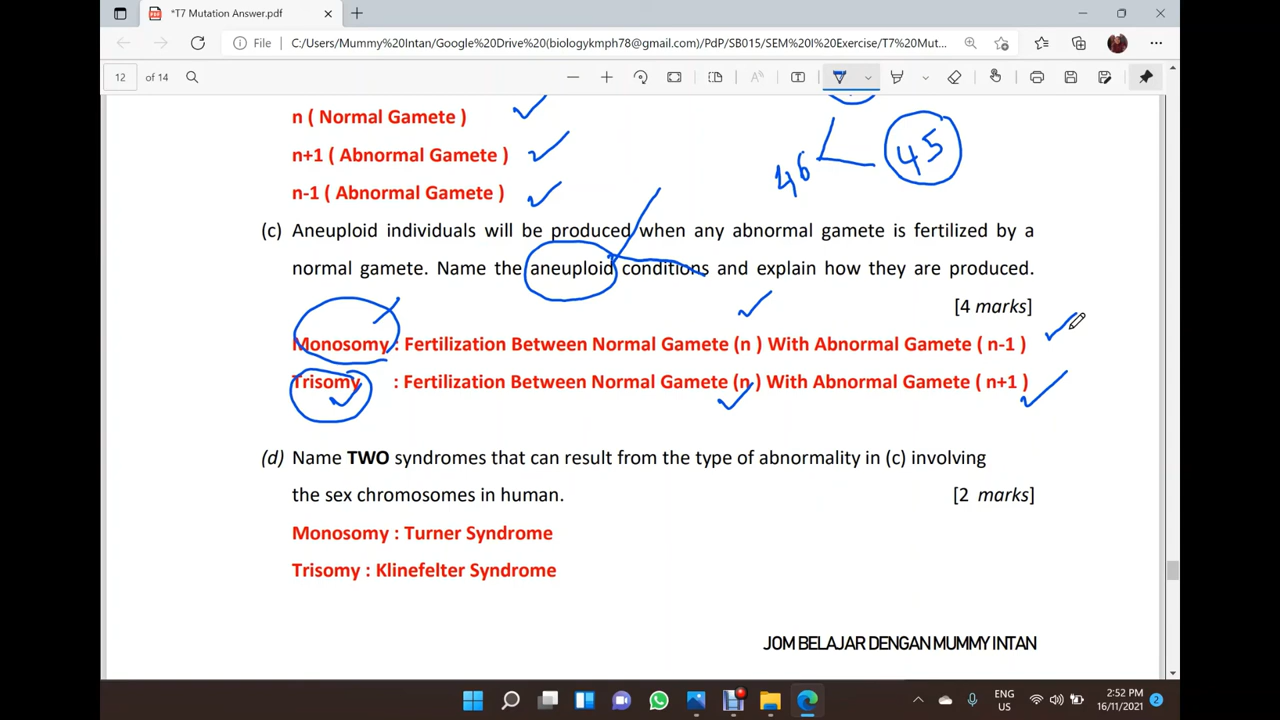 *T7 Mutation Answer.pdf
File C:/Users/Mummy%20Intan/Google%20Drive%20(biologykmph78@gmail.com)/PdP/SB015/SEM%20I%20Exercise/T7%20Mut...
12 of 14
n ( Normal Gamete )
n+1 ( Abnormal Gamete )
n-1 ( Abnormal Gamete )
46 45
(c) Aneuploid individuals will be produced when any abnormal gamete is fertilized by a
normal gamete. Name the aneuploid conditions and explain how they are produced.
[4 marks]
Monosomy : Fertilization Between Normal Gamete (n ) With Abnormal Gamete ( n-1 )
Trisomy : Fertilization Between Normal Gamete (n ) With Abnormal Gamete ( n+1 )
(d) Name TWO syndromes that can result from the type of abnormality in (c) involving
the sex chromosomes in human. [2 marks]
Monosomy : Turner Syndrome
Trisomy : Klinefelter Syndrome
JOM BELAJAR DENGAN MUMMY INTAN
ENG
US
2:52 PM
16/11/2021
2